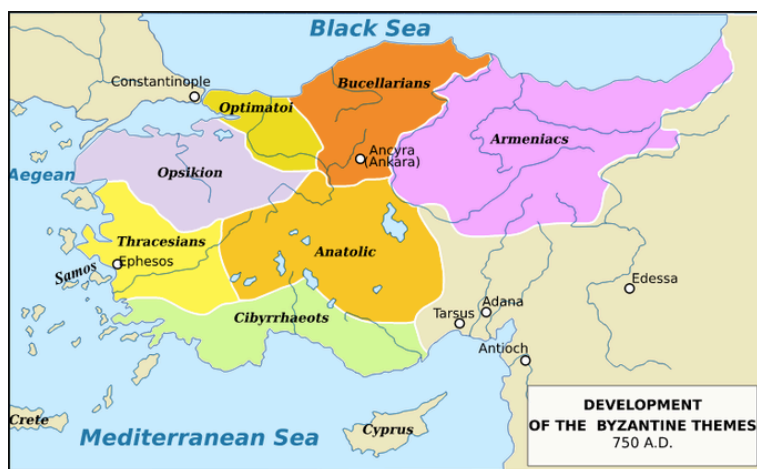 Black Sea
Constantinople
Bucellarians
Optimatoi
Armeniacs
Ancyra
(Ankara)
Aegean
Opsikion
Thracesians
Anatolic
Ephesos
Samos
Edessa
Adana
Tarsus
Cibyrrhaeots
Antioch
DEVELOPMENT
OF THE BYZANTINE THEMES
750 A.D.
Crete
Cyprus
Mediterranean Sea